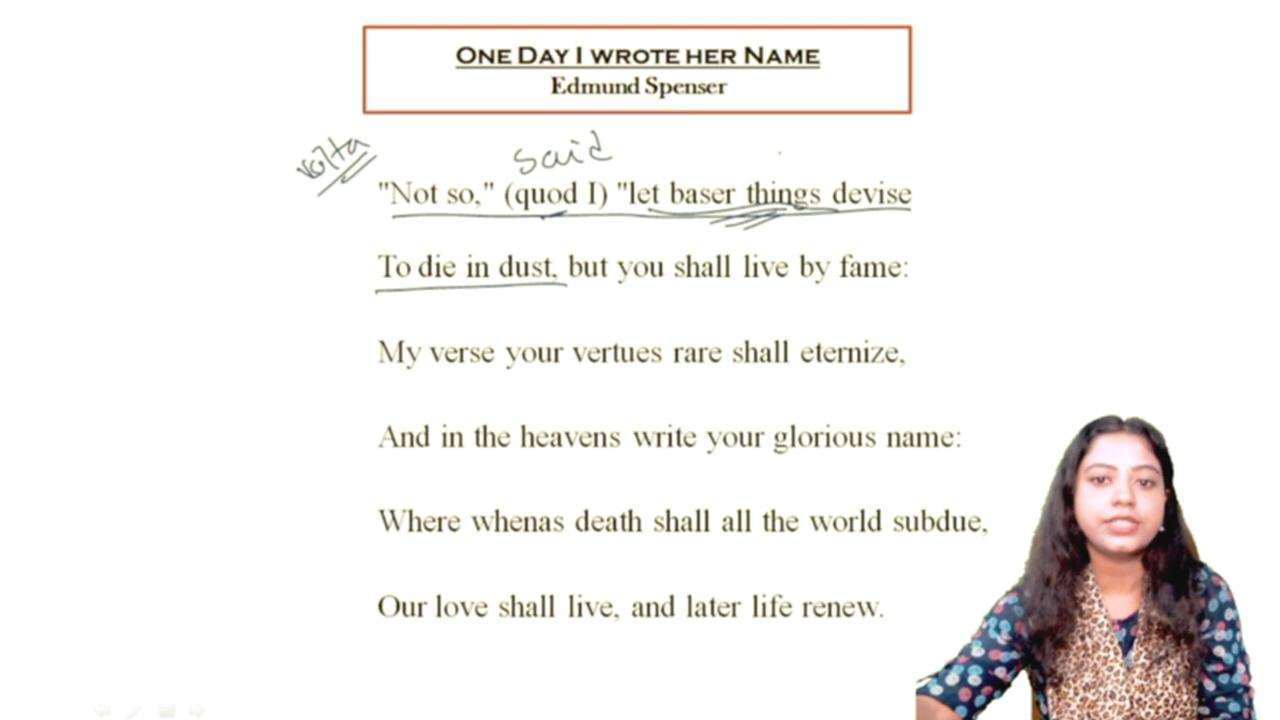 ONE DAY I WROTE HER NAME
Edmund Spenser
volta
said
"Not so," (quod I) "let baser things devise
To die in dust, but you shall live by fame:
My verse your vertues rare shall eternize,
And in the heavens write your glorious name:
Where whenas death shall all the world subdue,
Our love shall live, and later life renew.